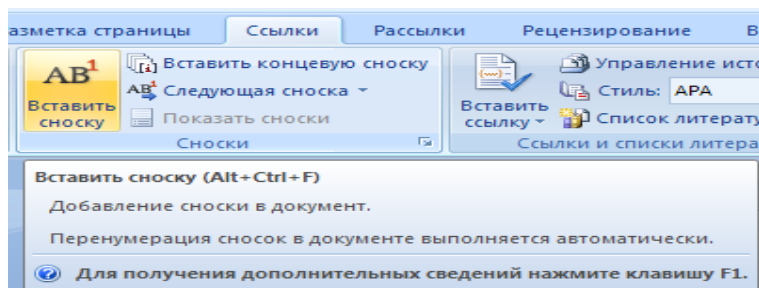 азметка страницы Ссылки Рассылки Рецензирование В
AB¹ Вставить сноску
Вставить концевую сноску
AB¹ Следующая сноска
Показать сноски
Сноски
Вставить ссылку
Управление исто
Стиль: APA
Список литерату
Ссылки и списки литера
Вставить сноску (Alt+Ctrl+F)
Добавление сноски в документ.
Перенумерация сносок в документе выполняется автоматически.
Для получения дополнительных сведений нажмите клавишу F1.